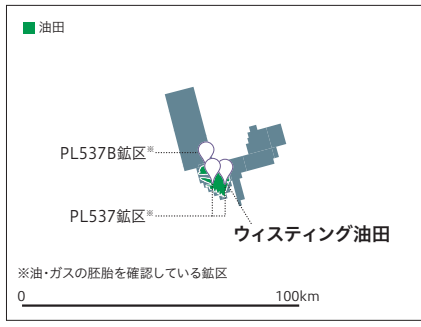 油田
PL537B鉱区※
PL537鉱区※
ウィスティング油田
※油・ガスの胚胎を確認している鉱区
0 100km